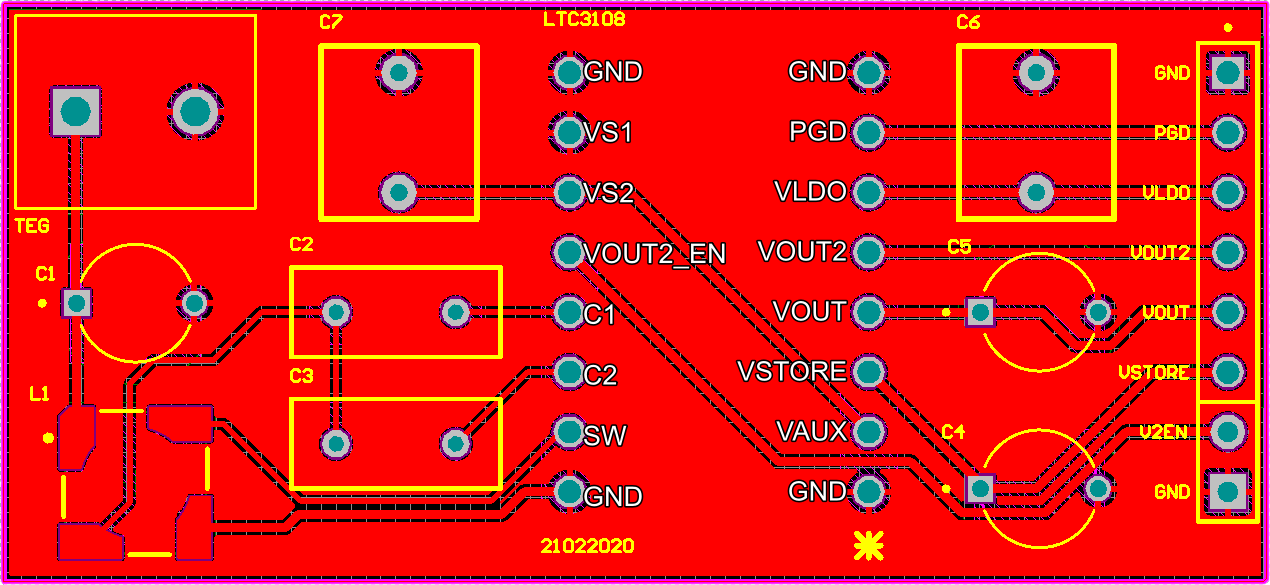 C7 LTC3108 C6
GND GND GND
VS1 PGD PGD
VS2 VLDO VLDO
TEG
C2 VOUT2_EN VOUT2 C5 VOUT2
C1
C1 VOUT VOUT
C3 C2 VSTORE VSTORE
L1
SW VAUX C4 V2EN
GND GND GND
21022020